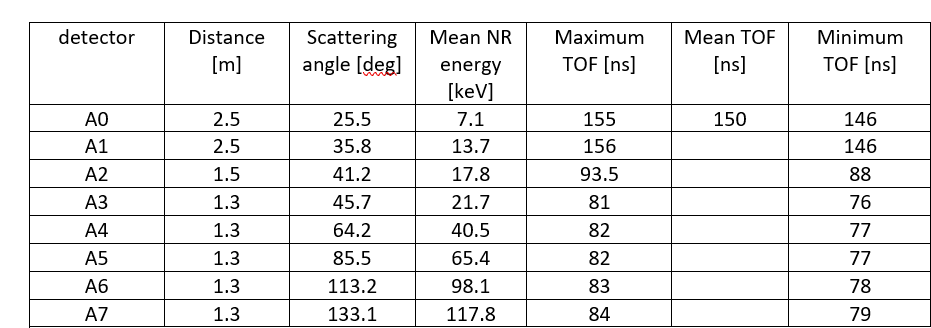 detector Distance [m] Scattering angle [deg] Mean NR energy [keV] Maximum TOF [ns] Mean TOF [ns] Minimum TOF [ns]
A0 2.5 25.5 7.1 155 150 146
A1 2.5 35.8 13.7 156 146
A2 1.5 41.2 17.8 93.5 88
A3 1.3 45.7 21.7 81 76
A4 1.3 64.2 40.5 82 77
A5 1.3 85.5 65.4 82 77
A6 1.3 113.2 98.1 83 78
A7 1.3 133.1 117.8 84 79